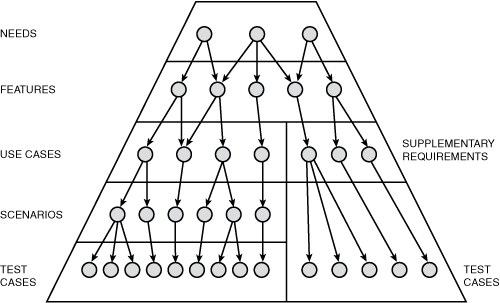 NEEDS
FEATURES
USE CASES
SUPPLEMENTARY
REQUIREMENTS
SCENARIOS
TEST
CASES
TEST
CASES